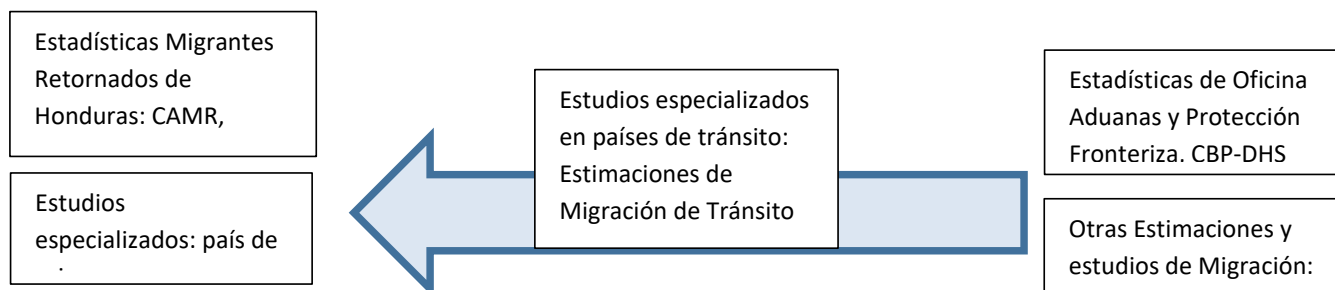 Estadísticas Migrantes
Retornados de
Honduras: CAMR,
Estudios
especializados: país de
Estudios especializados
en países de tránsito:
Estimaciones de
Migración de Tránsito
Estadísticas de Oficina
Aduanas y Protección
Fronteriza. CBP-DHS
Otras Estimaciones y
estudios de Migración: